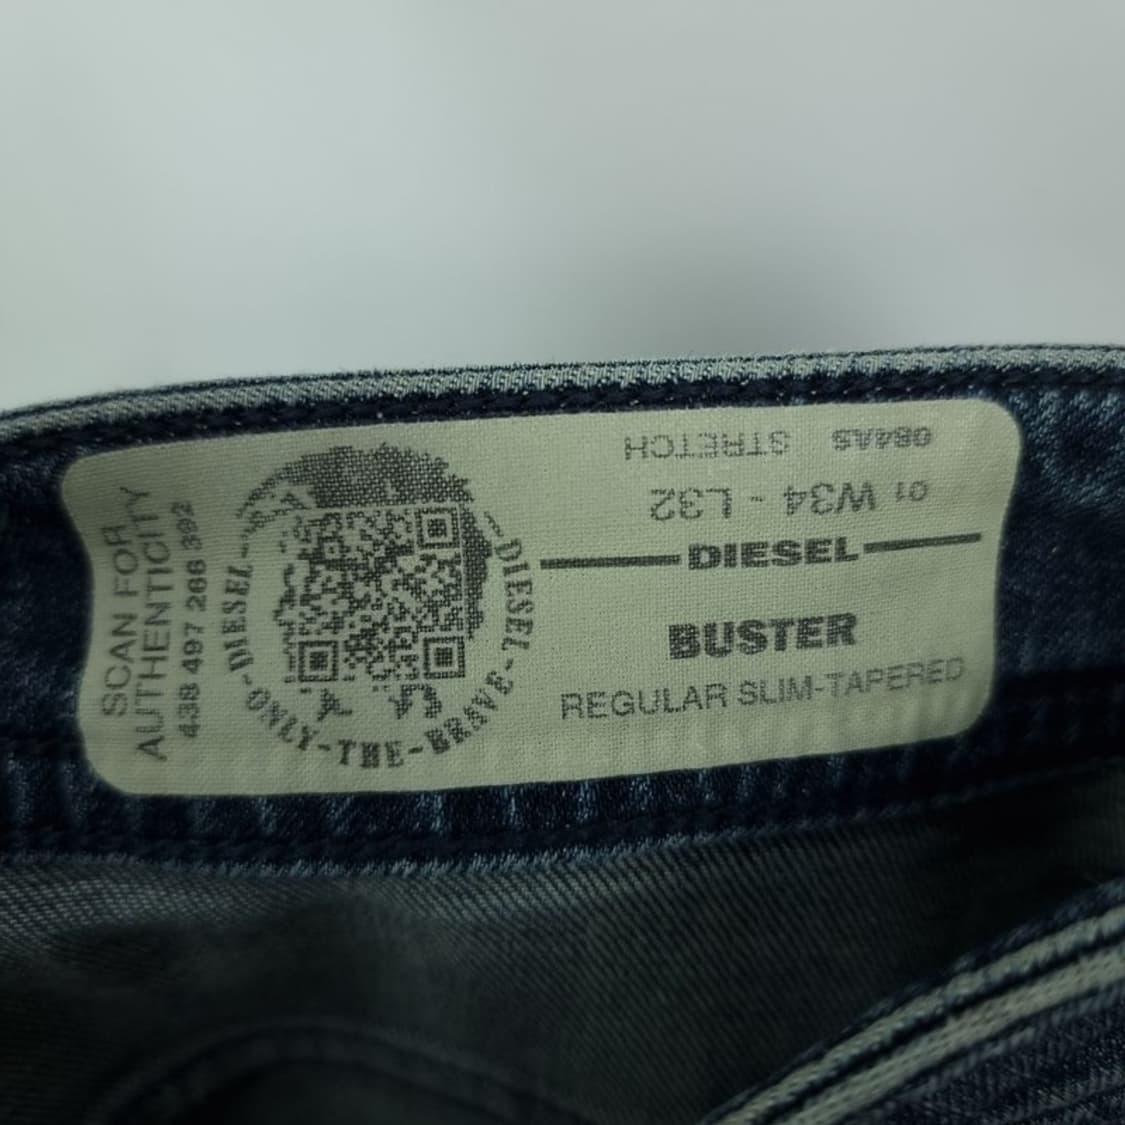 SCAN FOR
AUTHENTICITY
438 497 266 392
-DIESEL-ONLY-THE-BRAVE-DIESEL-
084AS STRETCH
01 W34 - L32
DIESEL
BUSTER
REGULAR SLIM-TAPERED